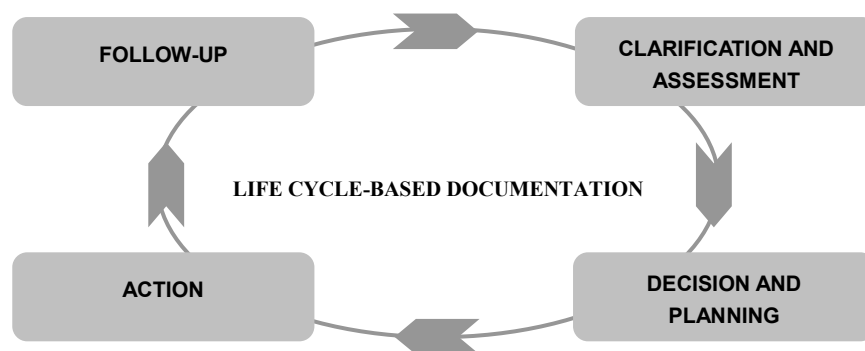 FOLLOW-UP
CLARIFICATION AND
ASSESSMENT
LIFE CYCLE-BASED DOCUMENTATION
ACTION
DECISION AND
PLANNING